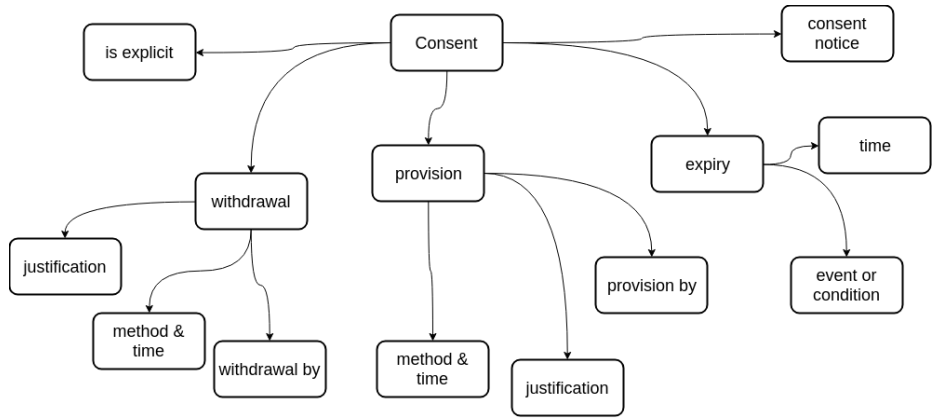 consent
notice
Consent
is explicit
time
expiry
provision
withdrawal
justification
event or
condition
provision by
method &
time
withdrawal by
method &
time
justification